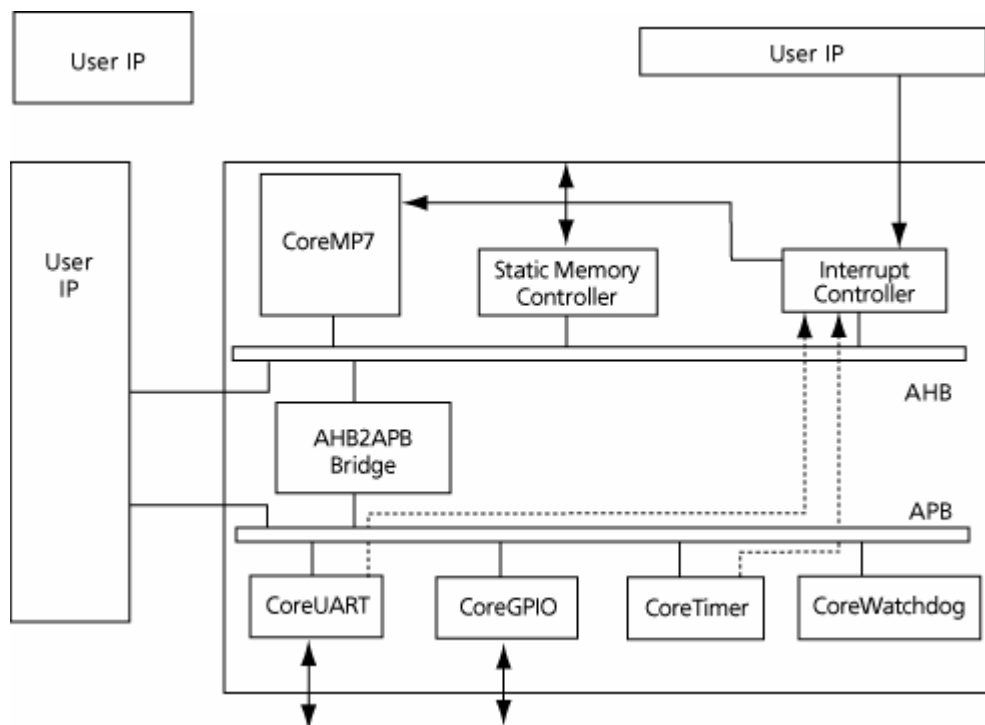 User IP
User IP
User
IP
CoreMP7
Static Memory
Controller
Interrupt
Controller
AHB
AHB2APB
Bridge
APB
CoreUART
CoreGPIO
CoreTimer
CoreWatchdog